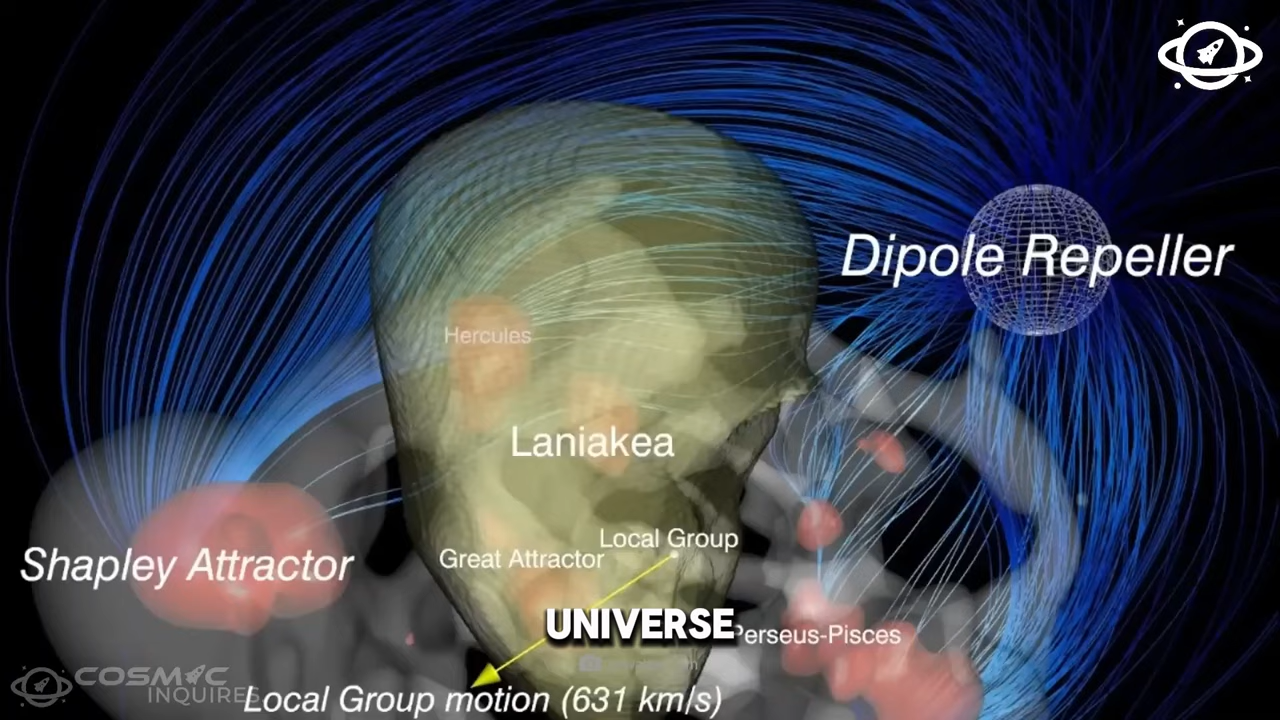 Dipole Repeller
Hercules
Laniakea
Local Group
Great Attractor
Shapley Attractor
UNIVERSE
Perseus-Pisces
COSMIC
INQUIRES
Local Group motion (631 km/s)